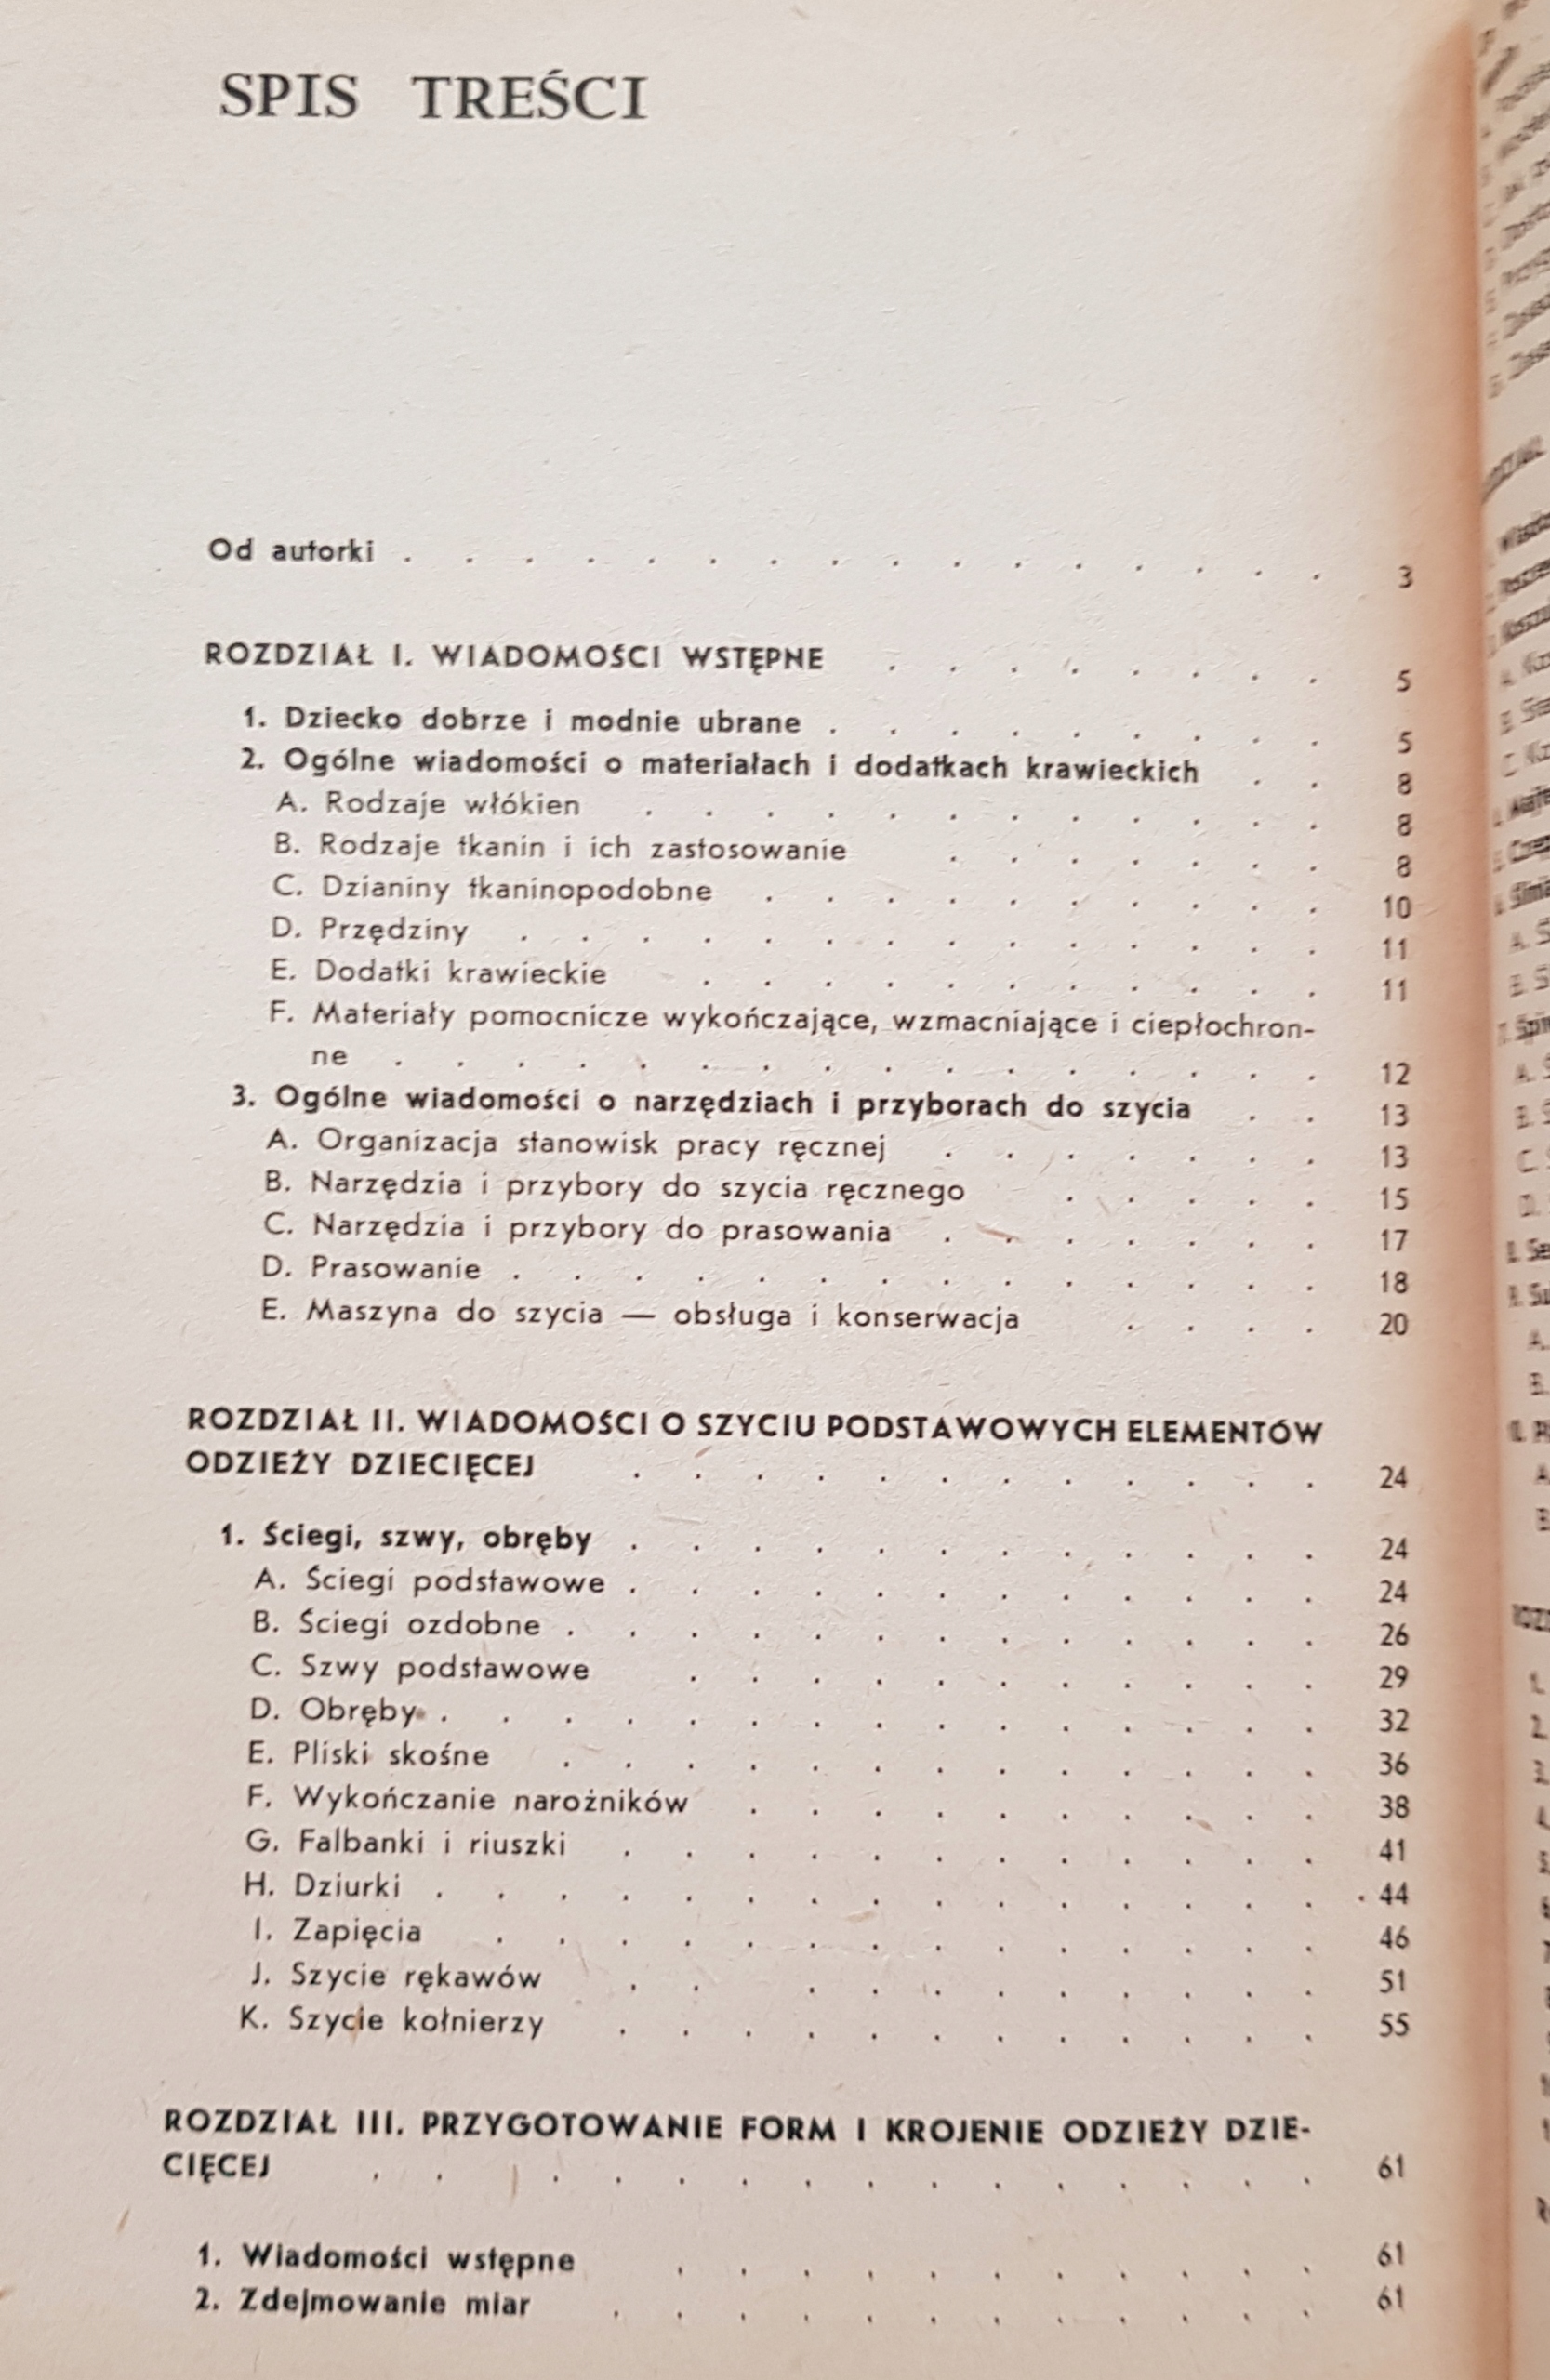 SPIS TREŚCI
Od autorki . . . . . . . . . . . . . . . . 3
ROZDZIAŁ I. WIADOMOŚCI WSTĘPNE . . . . . . . . 5
1. Dziecko dobrze i modnie ubrane . . . . . . . . . 5
2. Ogólne wiadomości o materiałach i dodatkach krawieckich . . 8
A. Rodzaje włókien . . . . . . . . . . . . 8
B. Rodzaje tkanin i ich zastosowanie . . . . . . . 8
C. Dzianiny tkaninopodobne . . . . . . . . . . 10
D. Przędziny . . . . . . . . . . . . . . 11
E. Dodatki krawieckie . . . . . . . . . . . 11
F. Materiały pomocnicze wykończające, wzmacniające i ciepłochron-
ne . . . . . . . . . . . . . . . . 12
3. Ogólne wiadomości o narzędziach i przyborach do szycia . . 13
A. Organizacja stanowisk pracy ręcznej . . . . . . . 13
B. Narzędzia i przybory do szycia ręcznego . . . . . 15
C. Narzędzia i przybory do prasowania . . . . . . . 17
D. Prasowanie . . . . . . . . . . . . . . 18
E. Maszyna do szycia — obsługa i konserwacja . . . . 20
ROZDZIAŁ II. WIADOMOŚCI O SZYCIU PODSTAWOWYCH ELEMENTÓW
ODZIEŻY DZIECIĘCEJ . . . . . . . . . . . . 24
1. Ściegi, szwy, obręby . . . . . . . . . . . . 24
A. Ściegi podstawowe . . . . . . . . . . . . 24
B. Ściegi ozdobne . . . . . . . . . . . . . 26
C. Szwy podstawowe . . . . . . . . . . . 29
D. Obręby . . . . . . . . . . . . . . . 32
E. Pliski skośne . . . . . . . . . . . . . 36
F. Wykończanie narożników . . . . . . . . . . 38
G. Falbanki i riuszki . . . . . . . . . . . . 41
H. Dziurki . . . . . . . . . . . . . . . . 44
I. Zapięcia . . . . . . . . . . . . . . 46
J. Szycie rękawów . . . . . . . . . . . 51
K. Szycie kołnierzy . . . . . . . . . . . . 55
ROZDZIAŁ III. PRZYGOTOWANIE FORM I KROJENIE ODZIEŻY DZIE-
CIĘCEJ . . . . . . . . . . . . . . . 61
1. Wiadomości wstępne . . . . . . . . . . . 61
2. Zdejmowanie miar . . . . . . . . . . . . 61